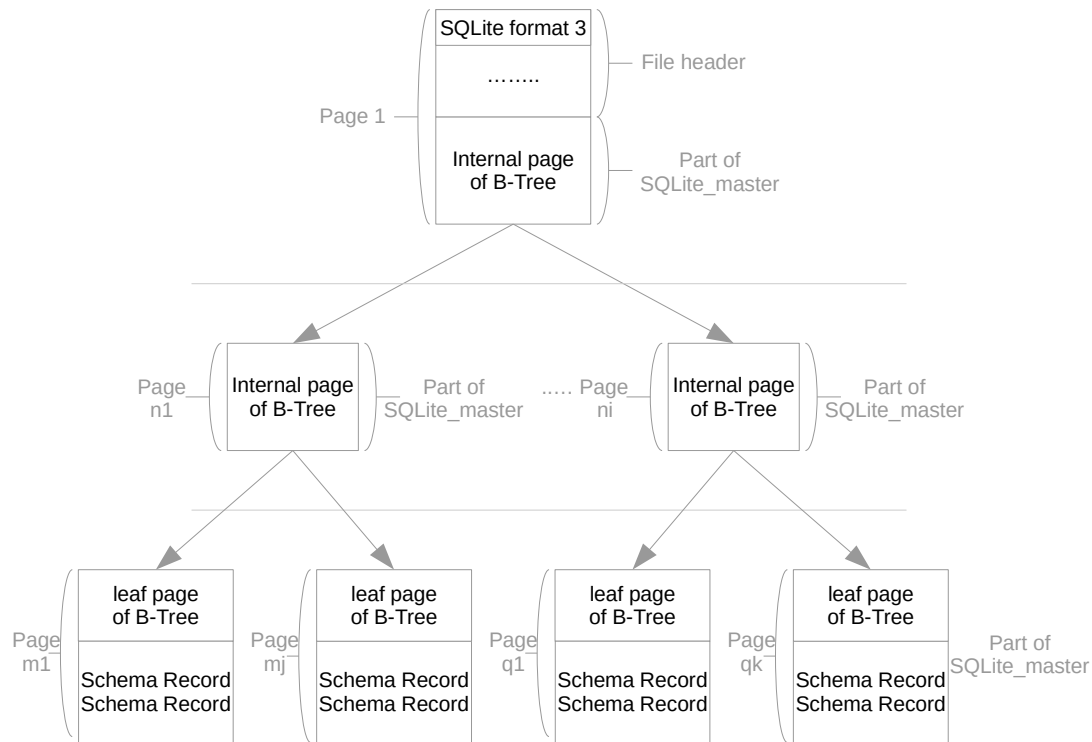 SQLite format 3
……..
File header
Page 1
Internal page
of B-Tree
Part of
SQLite_master
Page
n1
Internal page
of B-Tree
Part of
SQLite_master
..... Page
ni
Internal page
of B-Tree
Part of
SQLite_master
Page
m1
leaf page
of B-Tree
Schema Record
Schema Record
Page
mj
leaf page
of B-Tree
Schema Record
Schema Record
Page
q1
leaf page
of B-Tree
Schema Record
Schema Record
Page
qk
leaf page
of B-Tree
Schema Record
Schema Record
Part of
SQLite_master